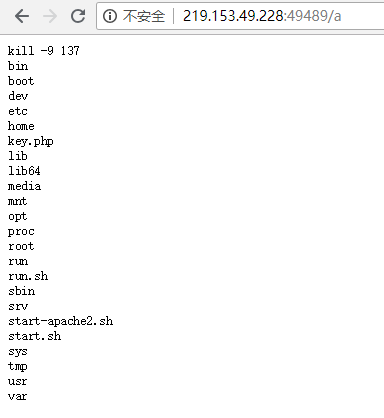 不安全 219.153.49.228:49489/a
kill -9 137
bin
boot
dev
etc
home
key.php
lib
lib64
media
mnt
opt
proc
root
run
run.sh
sbin
srv
start-apache2.sh
start.sh
sys
tmp
usr
var